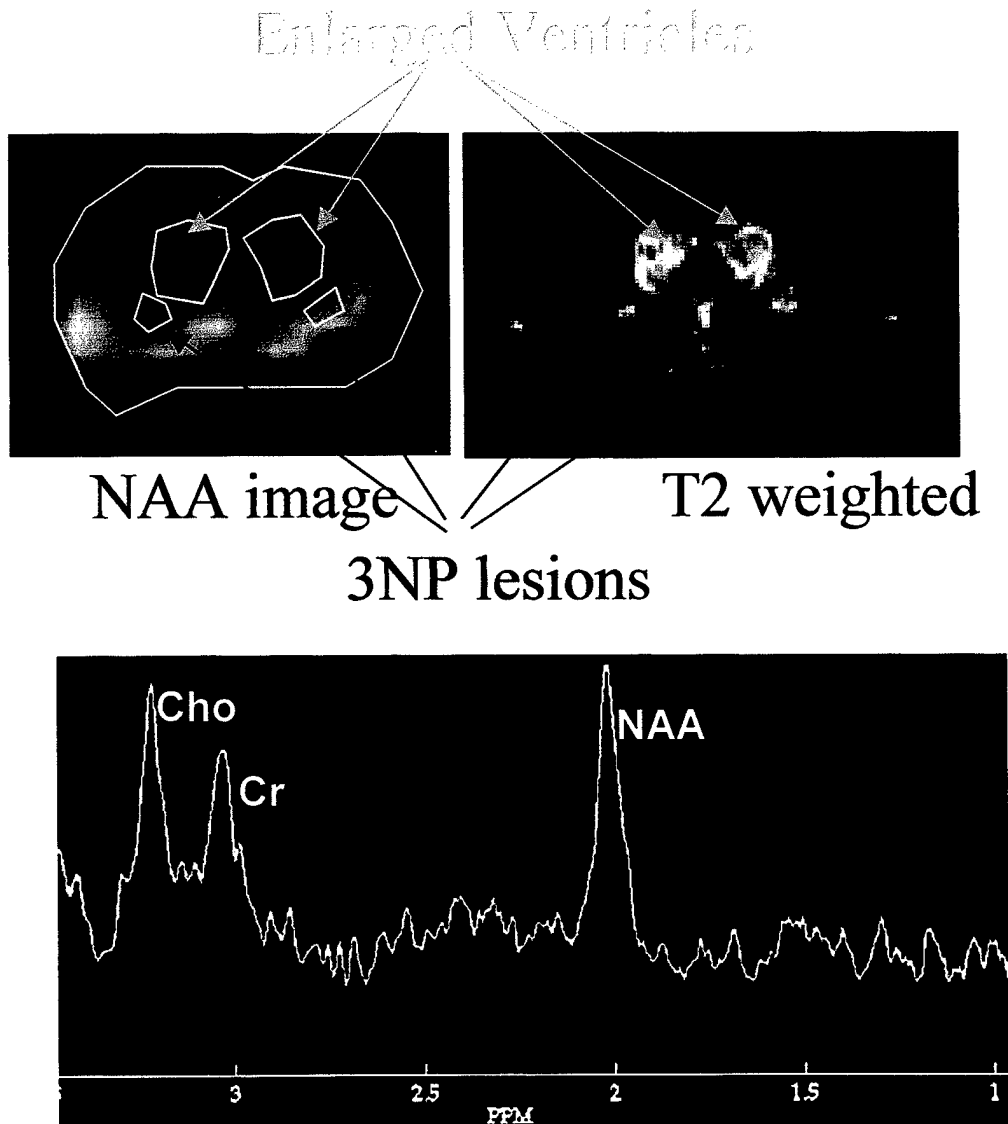 Enlarged Ventricles
NAA image
T2 weighted
3NP lesions
Cho
Cr
NAA
3 2.5 2 1.5 1
PPM